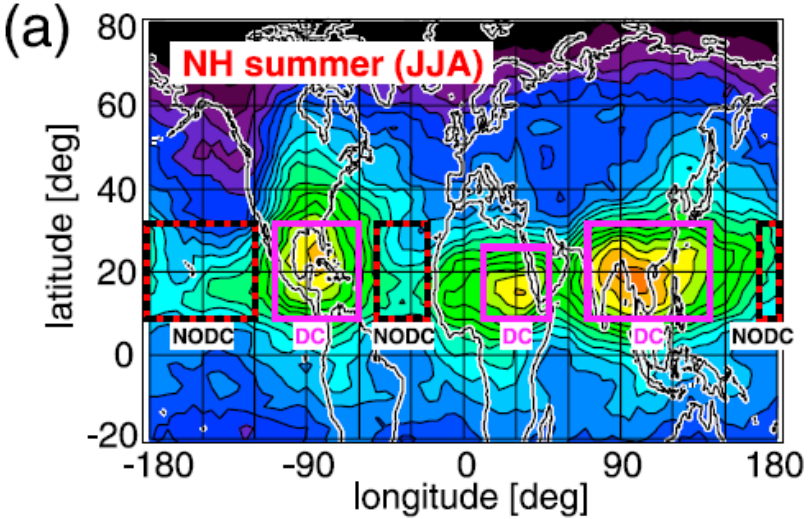 (a)
NH summer (JJA)
80
60
40
20
0
-20
latitude [deg]
NODC
DC
NODC
DC
DC
NODC
-180
-90
0
90
180
longitude [deg]